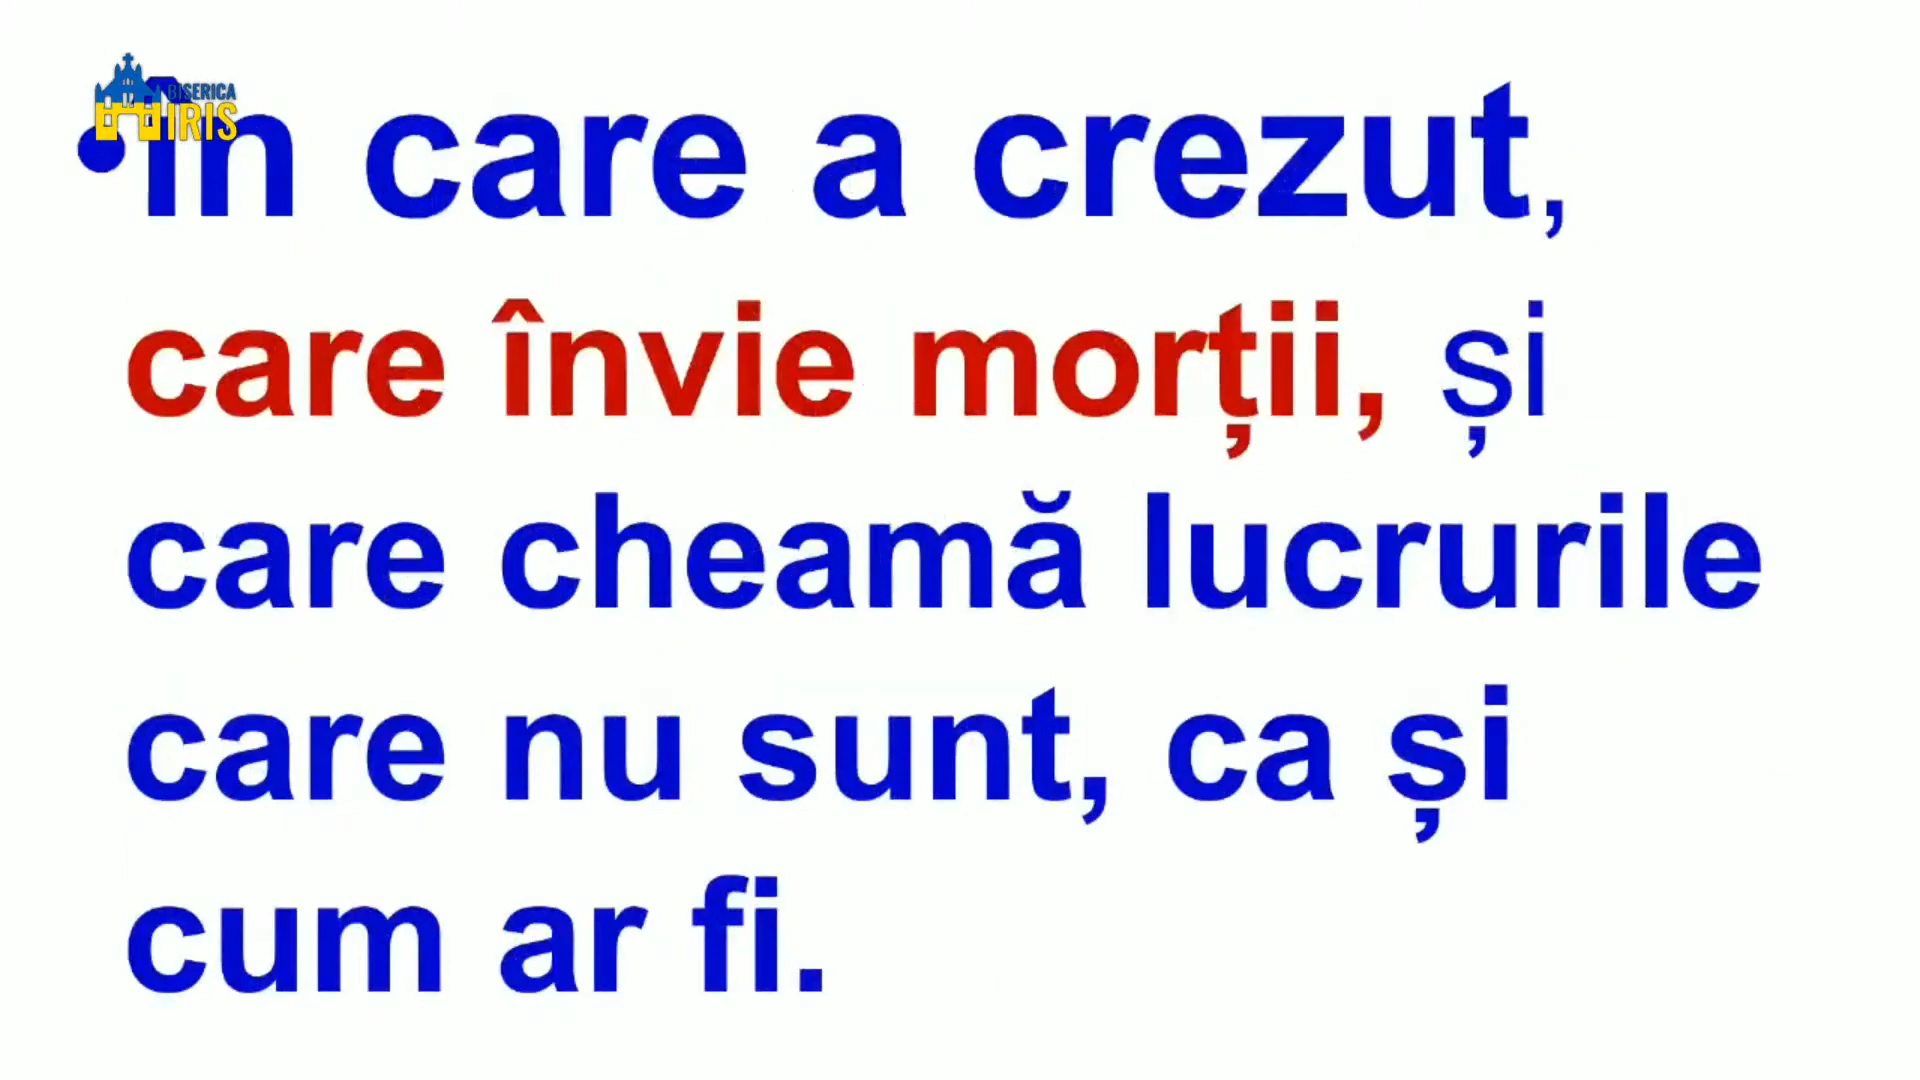 BISERICA
IRIS
•În care a crezut,
care învie morții, și
care cheamă lucrurile
care nu sunt, ca și
cum ar fi.